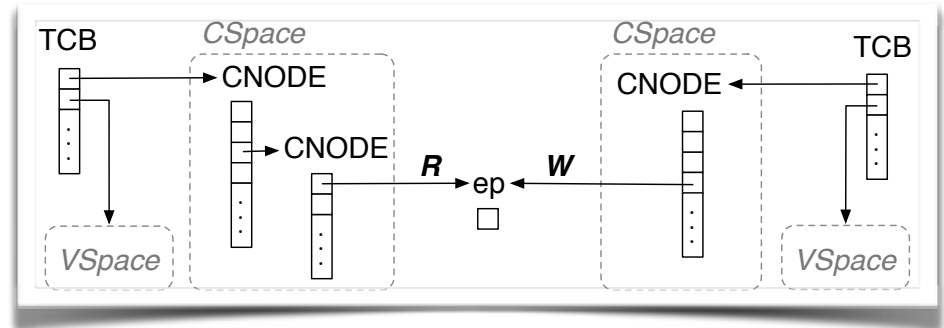 TCB
CSpace
CSpace
TCB
CNODE
CNODE
CNODE
R
ep
W
VSpace
VSpace